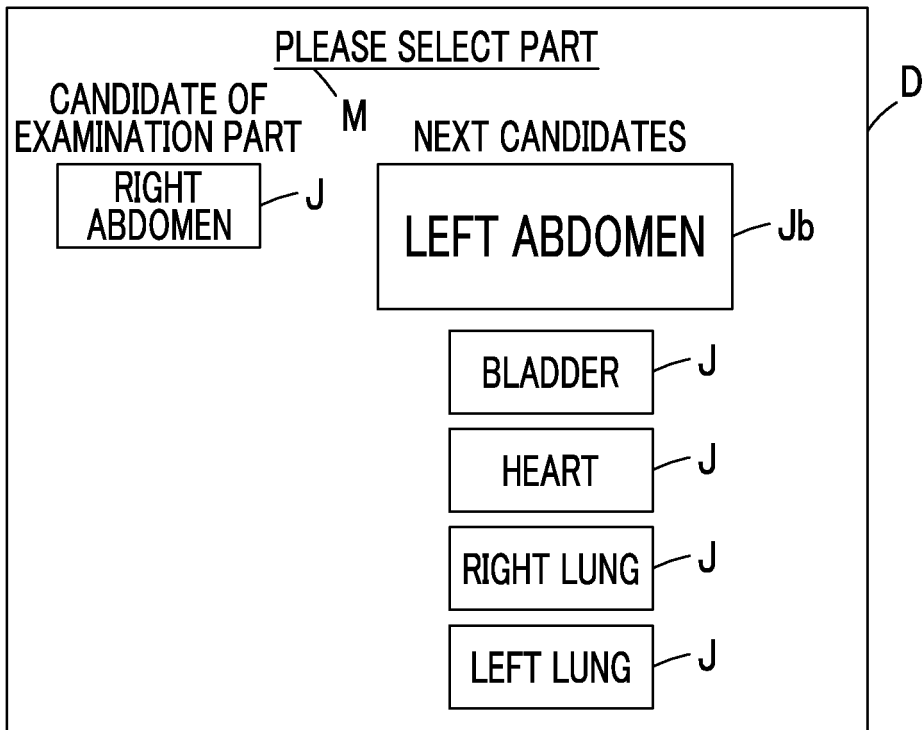 PLEASE SELECT PART
M
D
CANDIDATE OF
EXAMINATION PART
RIGHT
ABDOMEN
J
NEXT CANDIDATES
LEFT ABDOMEN
Jb
BLADDER
J
HEART
J
RIGHT LUNG
J
LEFT LUNG
J